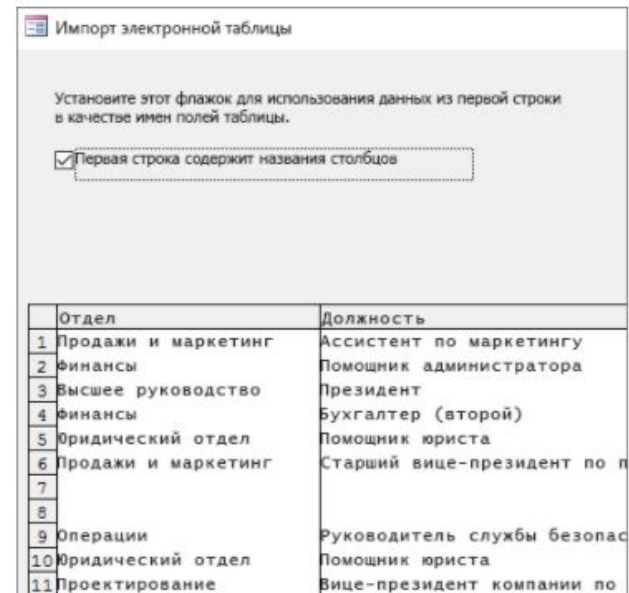 Импорт электронной таблицы
Установите этот флажок для использования данных из первой строки
в качестве имен полей таблицы.
Первая строка содержит названия столбцов
Отдел Должность
1 Продажи и маркетинг Ассистент по маркетингу
2 Финансы Помощник администратора
3 Высшее руководство Президент
4 Финансы Бухгалтер (второй)
5 Юридический отдел Помощник юриста
6 Продажи и маркетинг Старший вице-президент по п
7
8
9 Операции Руководитель службы безопас
10 Юридический отдел Помощник юриста
11 Проектирование Вице-президент компании по